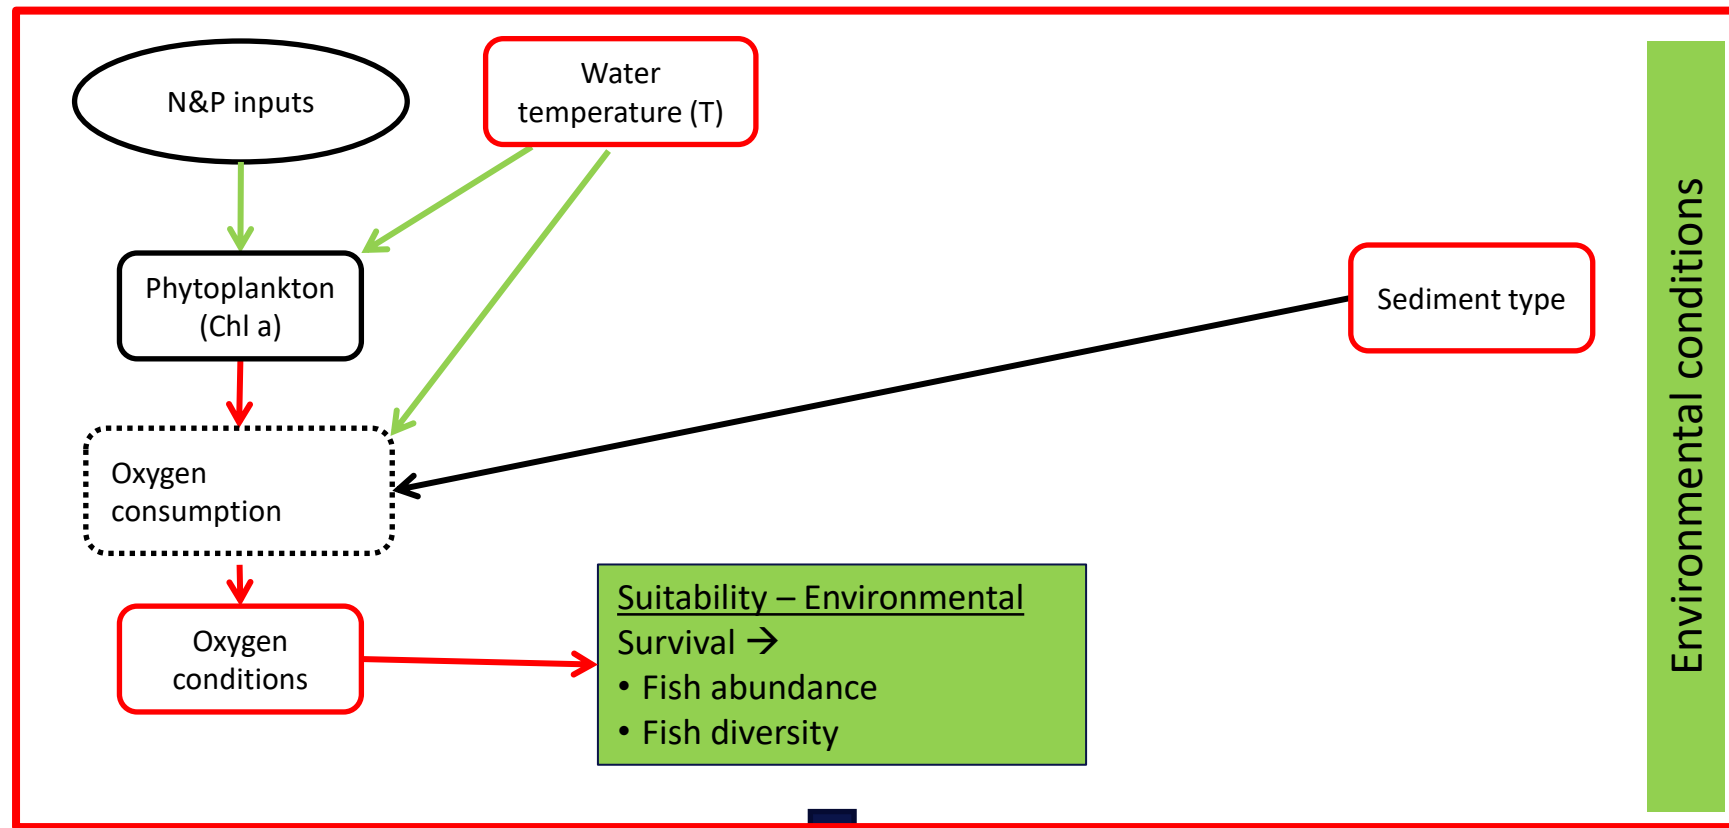 N&P inputs
Water
temperature (T)
Phytoplankton
(Chl a)
Sediment type
Oxygen
consumption
Oxygen
conditions
Suitability – Environmental
Survival →
• Fish abundance
• Fish diversity
Environmental conditions